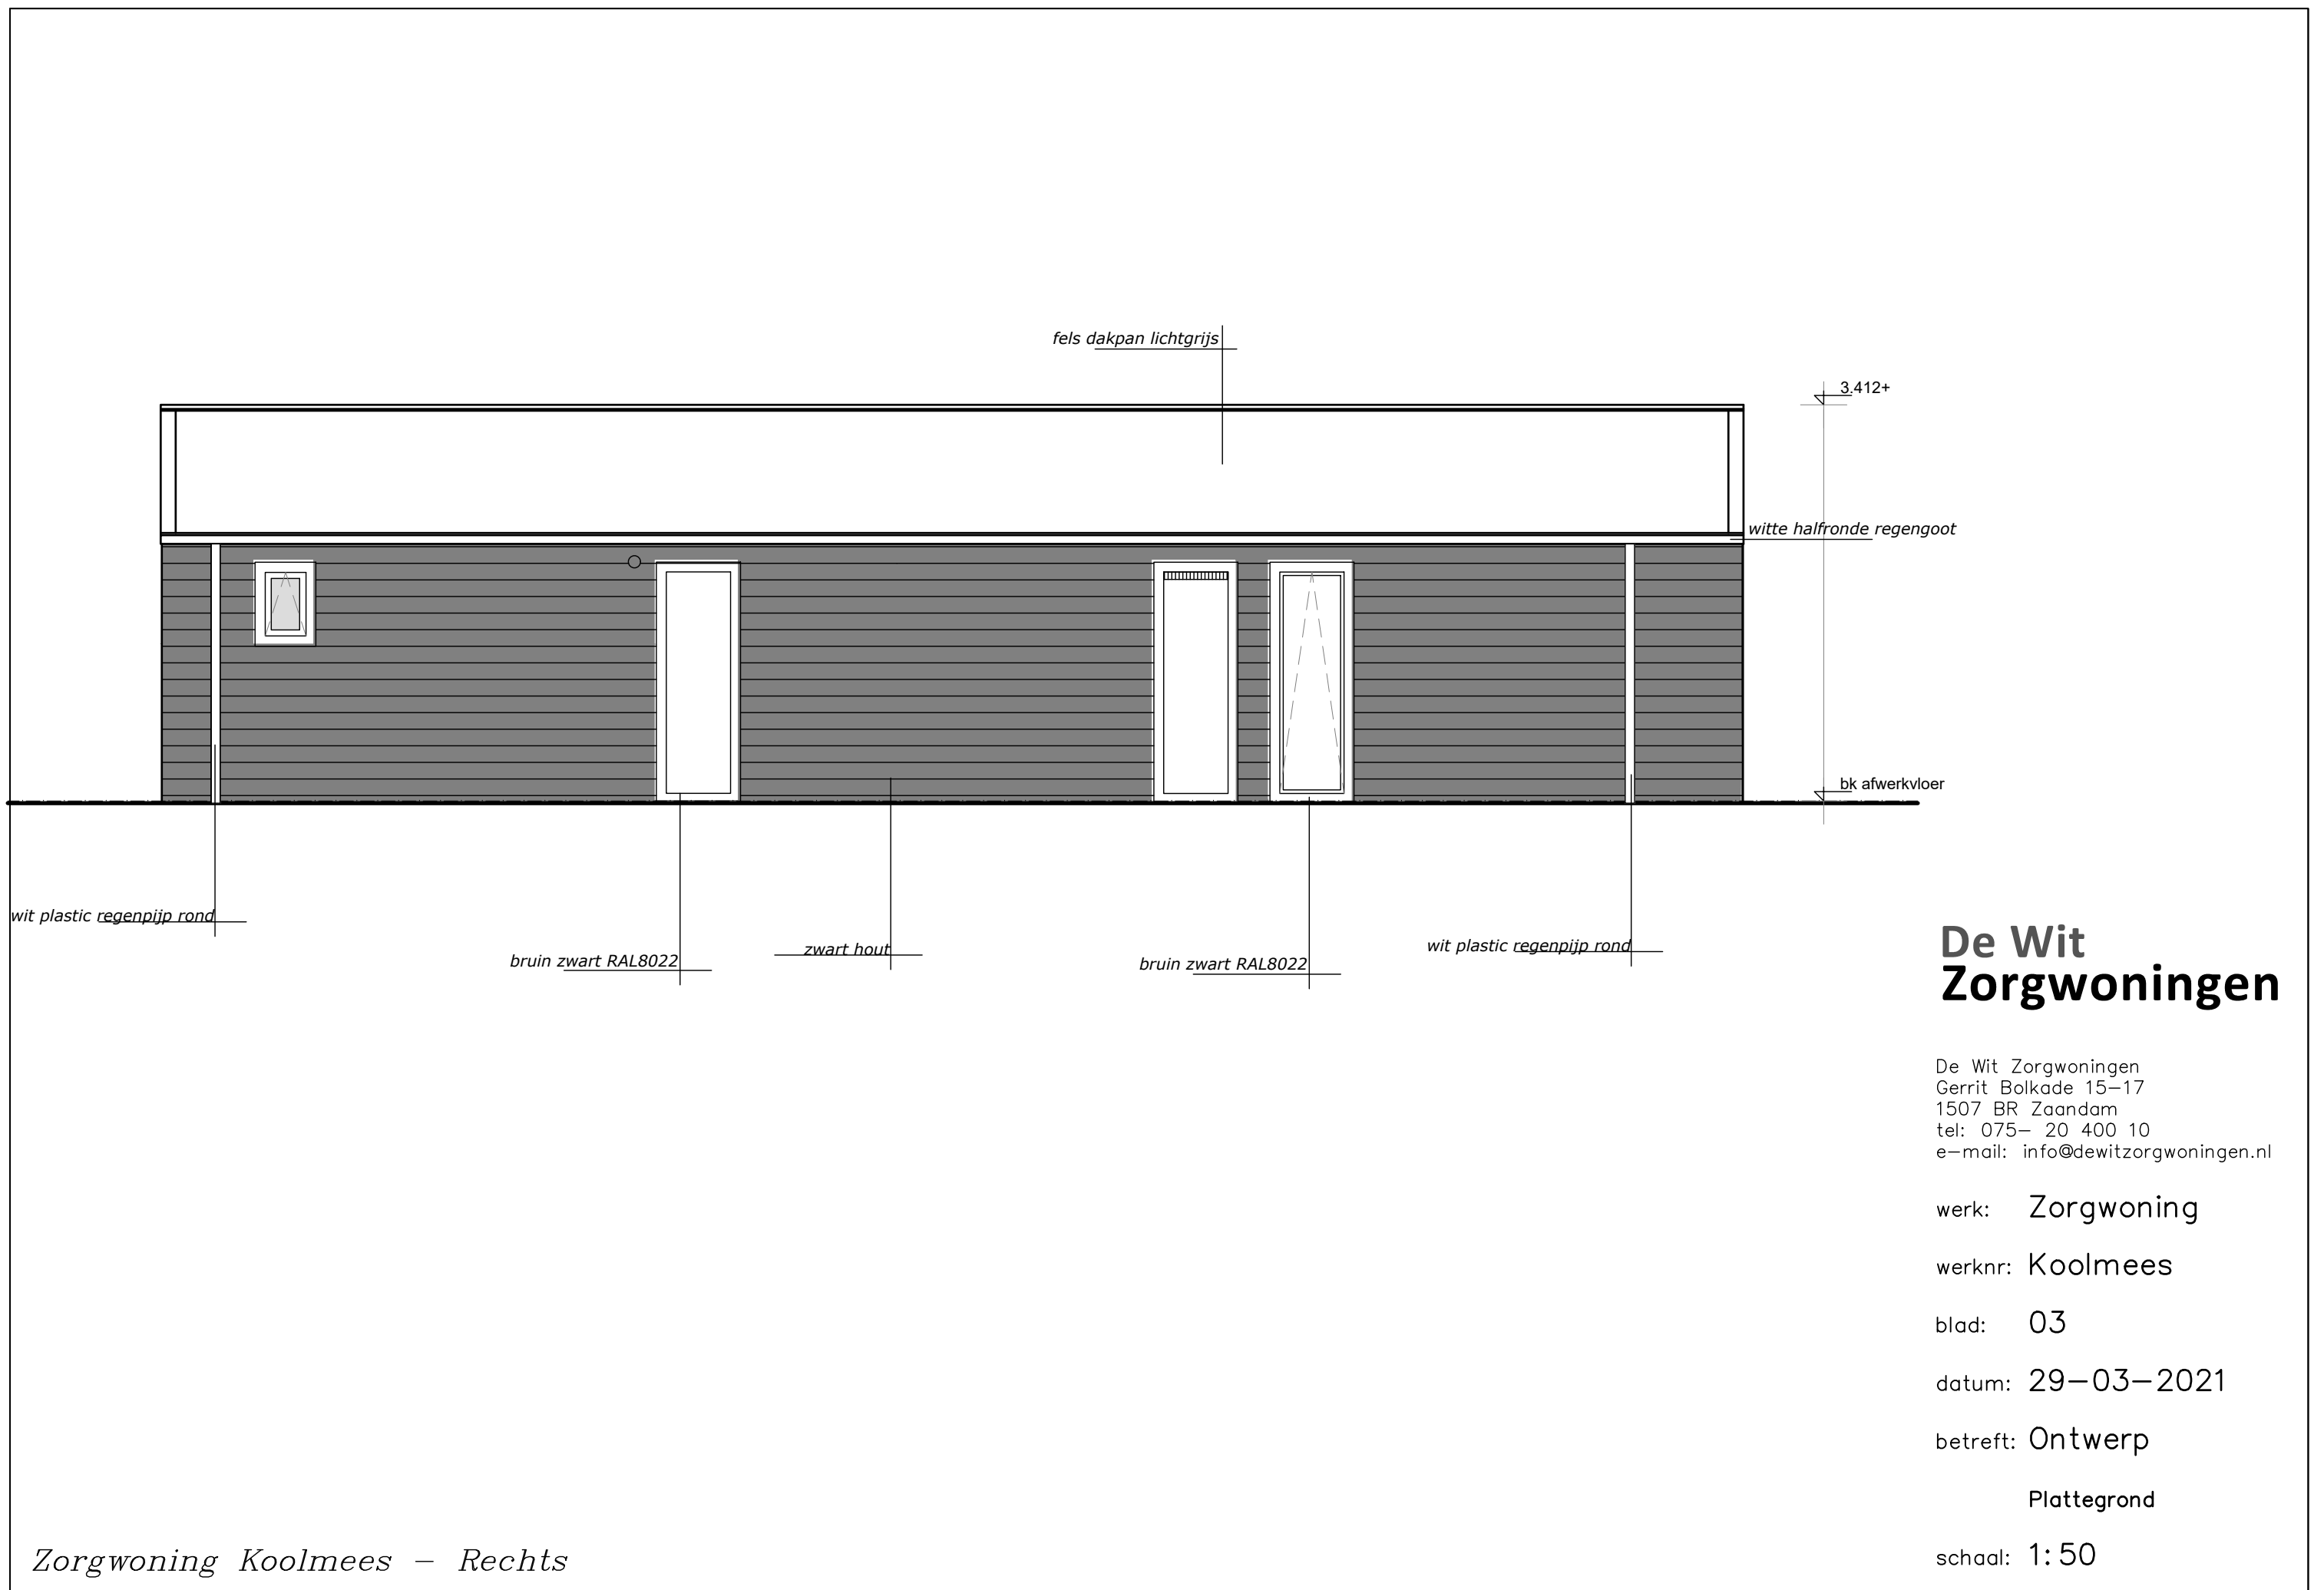 fels dakpan lichtgrijs
3.412+
witte halfronde regengoot
bk afwerkvloer
wit plastic regenpijp rond
bruin zwart RAL8022
zwart hout
bruin zwart RAL8022
wit plastic regenpijp rond
De Wit
Zorgwoningen
De Wit Zorgwoningen
Gerrit Bolkade 15-17
1507 BR Zaandam
tel: 075- 20 400 10
e-mail: info@dewitzorgwoningen.nl
werk: Zorgwoning
werknr: Koolmees
blad: 03
datum: 29-03-2021
betreft: Ontwerp
Plattegrond
schaal: 1:50
Zorgwoning Koolmees - Rechts